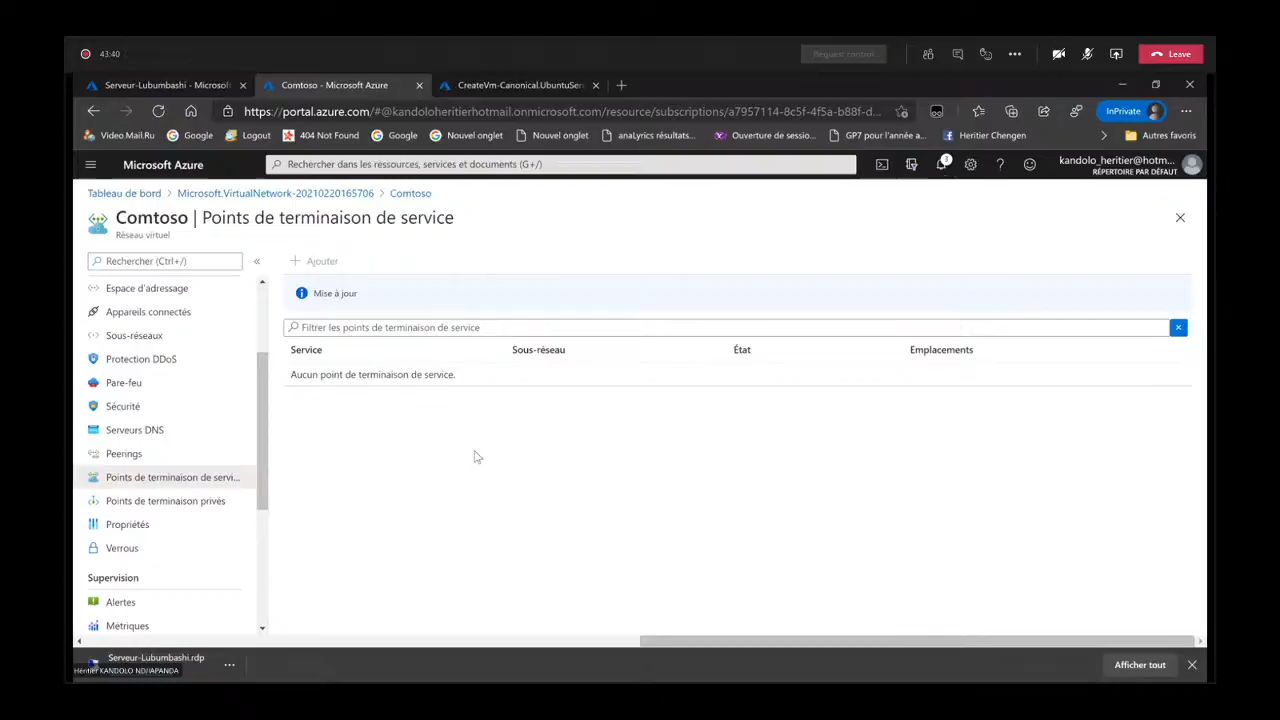 43:40
Request control
Leave
Serveur-Lubumbashi - Microsoft
Comtoso - Microsoft Azure
CreateVm-Canonical.UbuntuServ
https://portal.azure.com/#@kandoloheritierhotmail.onmicrosoft.com/resource/subscriptions/a7957114-8c5f-4f5a-b88f-d...
InPrivate
Video.Mail.Ru
Google
Logout
404 Not Found
Google
Nouvel onglet
Nouvel onglet
anaLyrics résultats...
Ouverture de sessio...
GP7 pour l'année a...
Heritier Chengen
Autres favoris
Microsoft Azure
Rechercher dans les ressources, services et documents (G+/)
3
kandolo_heritier@hotm...
RÉPERTOIRE PAR DÉFAUT
Tableau de bord > Microsoft.VirtualNetwork-20210220165706 > Comtoso
Comtoso | Points de terminaison de service
Réseau virtuel
Rechercher (Ctrl+/)
Ajouter
Espace d'adressage
Mise à jour
Appareils connectés
Filtrer les points de terminaison de service
Sous-réseaux
Service Sous-réseau État Emplacements
Protection DDoS
Aucun point de terminaison de service.
Pare-feu
Sécurité
Serveurs DNS
Peerings
Points de terminaison de servi...
Points de terminaison privés
Propriétés
Verrous
Supervision
Alertes
Métriques
Serveur-Lubumbashi.rdp
Afficher tout
Héritier KANDOLO NDJAPANDA